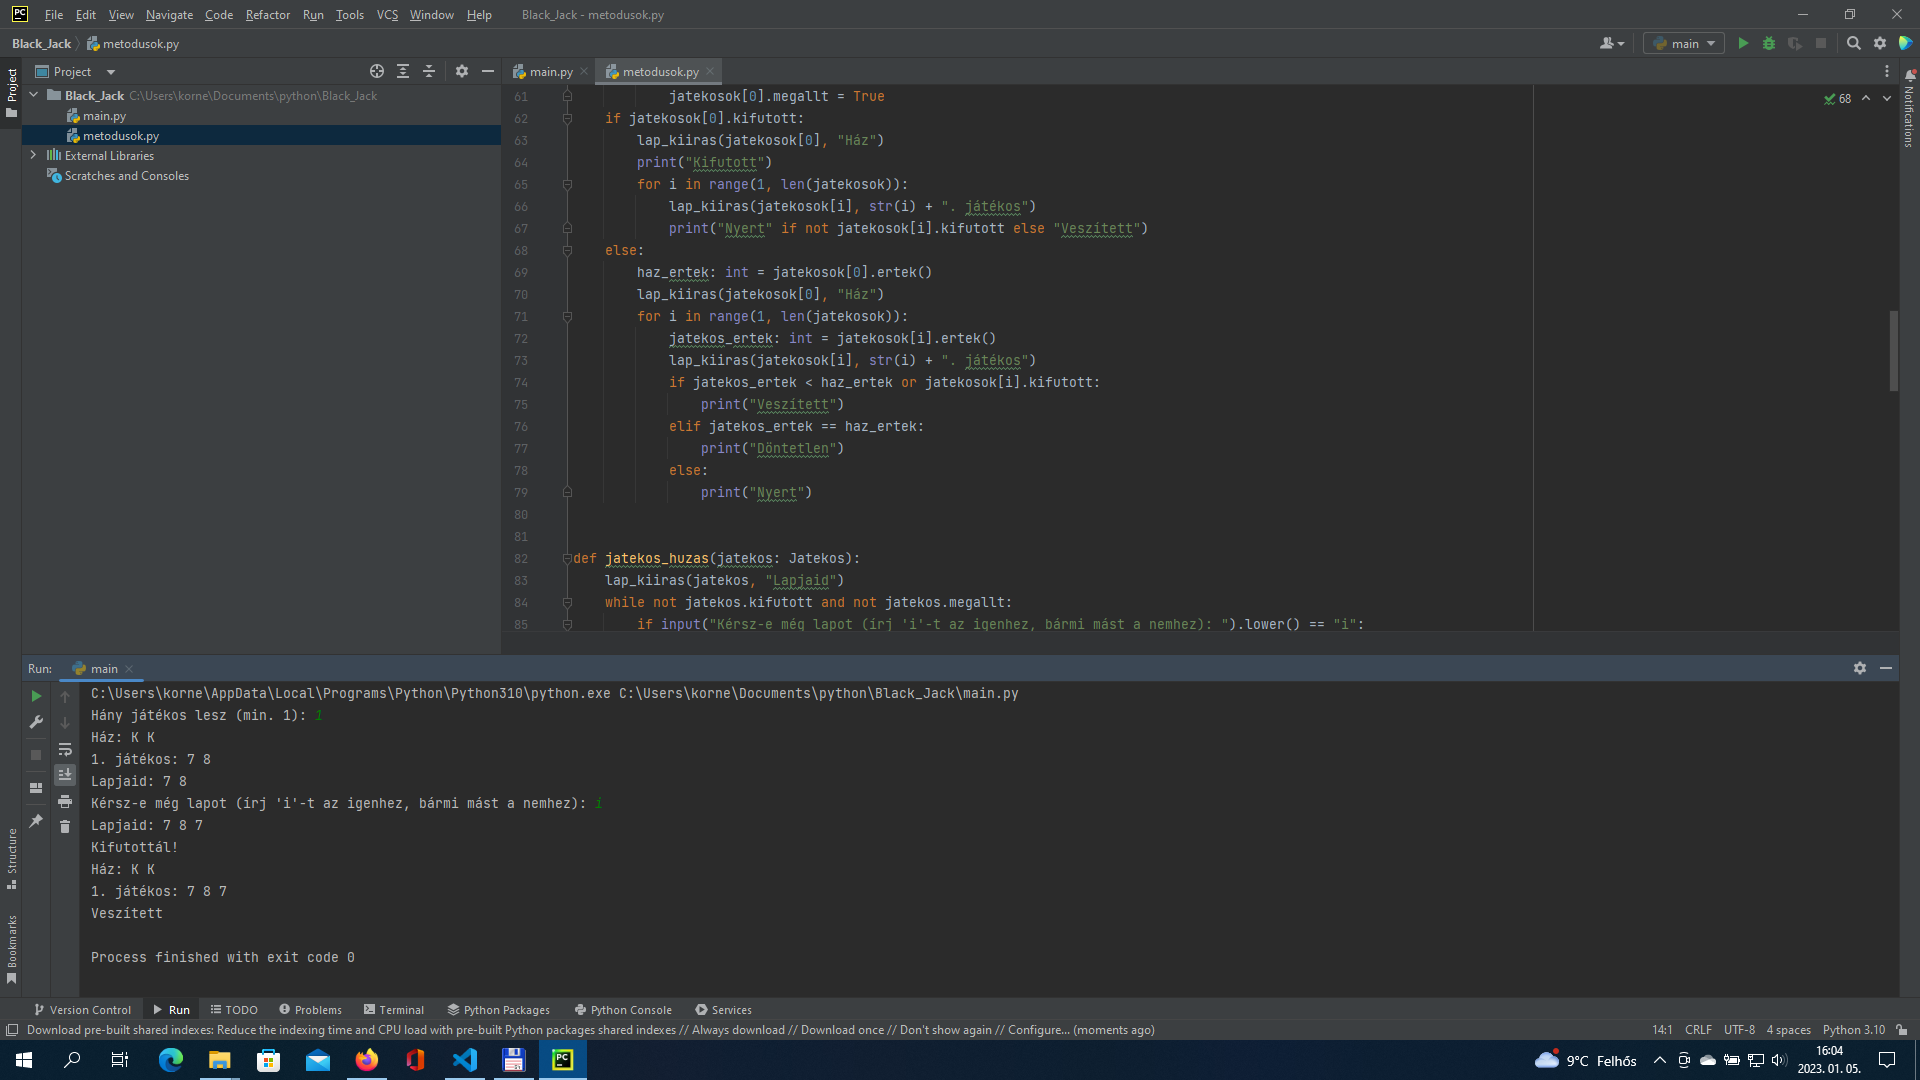 PC File Edit View Navigate Code Refactor Run Tools VCS Window Help Black_Jack - metodusok.py
Black_Jack metodusok.py main
Project main.py metodusok.py
Project
Black_Jack C:\Users\korne\Documents\python\Black_Jack
main.py
metodusok.py
External Libraries
Scratches and Consoles
68
Notifications
61 jatekosok[0].megallt = True
62 if jatekosok[0].kifutott:
63 lap_kiiras(jatekosok[0], "Ház")
64 print("Kifutott")
65 for i in range(1, len(jatekosok)):
66 lap_kiiras(jatekosok[i], str(i) + ". játékos")
67 print("Nyert" if not jatekosok[i].kifutott else "Veszített")
68 else:
69 haz_ertek: int = jatekosok[0].ertek()
70 lap_kiiras(jatekosok[0], "Ház")
71 for i in range(1, len(jatekosok)):
72 jatekos_ertek: int = jatekosok[i].ertek()
73 lap_kiiras(jatekosok[i], str(i) + ". játékos")
74 if jatekos_ertek < haz_ertek or jatekosok[i].kifutott:
75 print("Veszített")
76 elif jatekos_ertek == haz_ertek:
77 print("Döntetlen")
78 else:
79 print("Nyert")
80
81
82 def jatekos_huzas(jatekos: Jatekos):
83 lap_kiiras(jatekos, "Lapjaid")
84 while not jatekos.kifutott and not jatekos.megallt:
85 if input("Kérsz-e még lapot (írj 'i'-t az igenhez, bármi mást a nemhez): ").lower() == "i":
Run: main
C:\Users\korne\AppData\Local\Programs\Python\Python310\python.exe C:\Users\korne\Documents\python\Black_Jack\main.py
Hány játékos lesz (min. 1): 1
Ház: K K
1. játékos: 7 8
Lapjaid: 7 8
Kérsz-e még lapot (írj 'i'-t az igenhez, bármi mást a nemhez): i
Lapjaid: 7 8 7
Kifutottál!
Ház: K K
1. játékos: 7 8 7
Veszített
Process finished with exit code 0
Structure
Bookmarks
Version Control Run TODO Problems Terminal Python Packages Python Console Services
Download pre-built shared indexes: Reduce the indexing time and CPU load with pre-built Python packages shared indexes // Always download // Download once // Don't show again // Configure... (moments ago) 14:1 CRLF UTF-8 4 spaces Python 3.10
PC 9°C Felhős 16:04
2023. 01. 05.